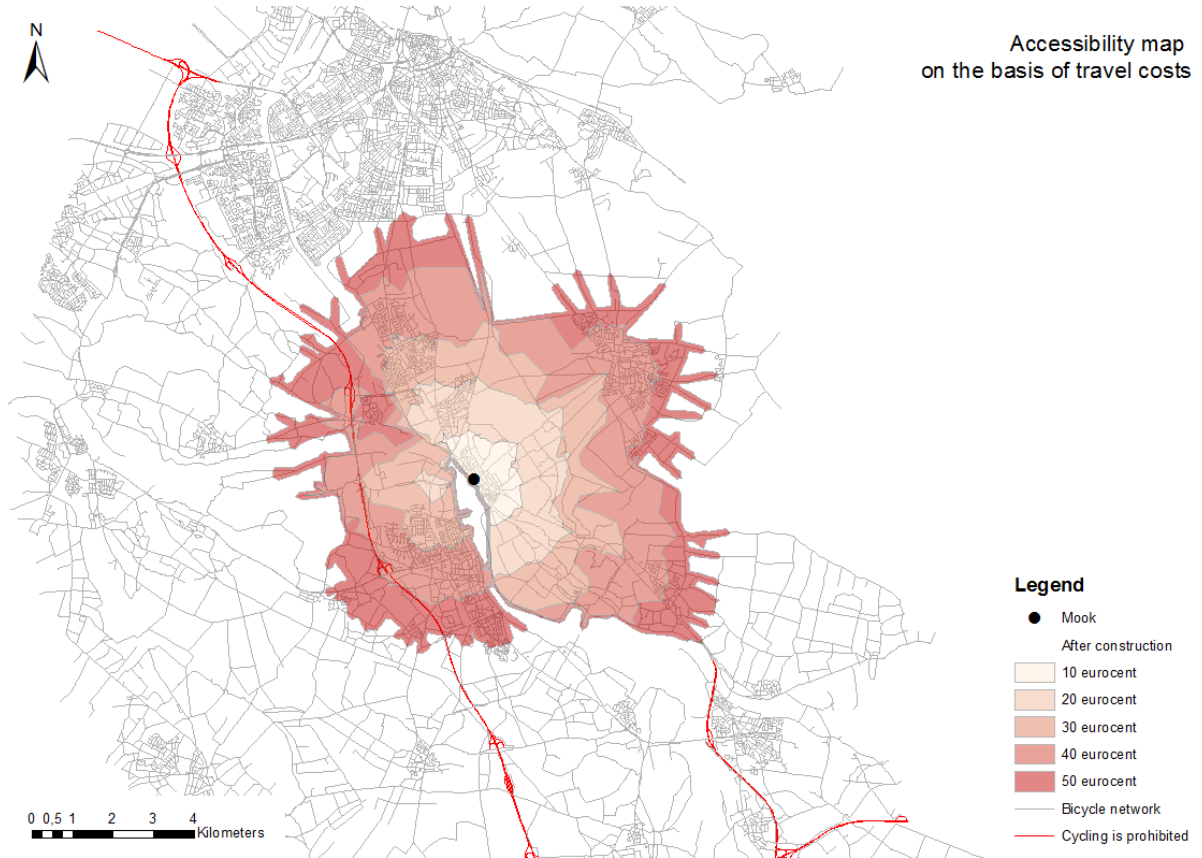 N
Accessibility map
on the basis of travel costs
Legend
Mook
After construction
10 eurocent
20 eurocent
30 eurocent
40 eurocent
50 eurocent
Bicycle network
Cycling is prohibited
0 0,5 1 2 3 4
Kilometers